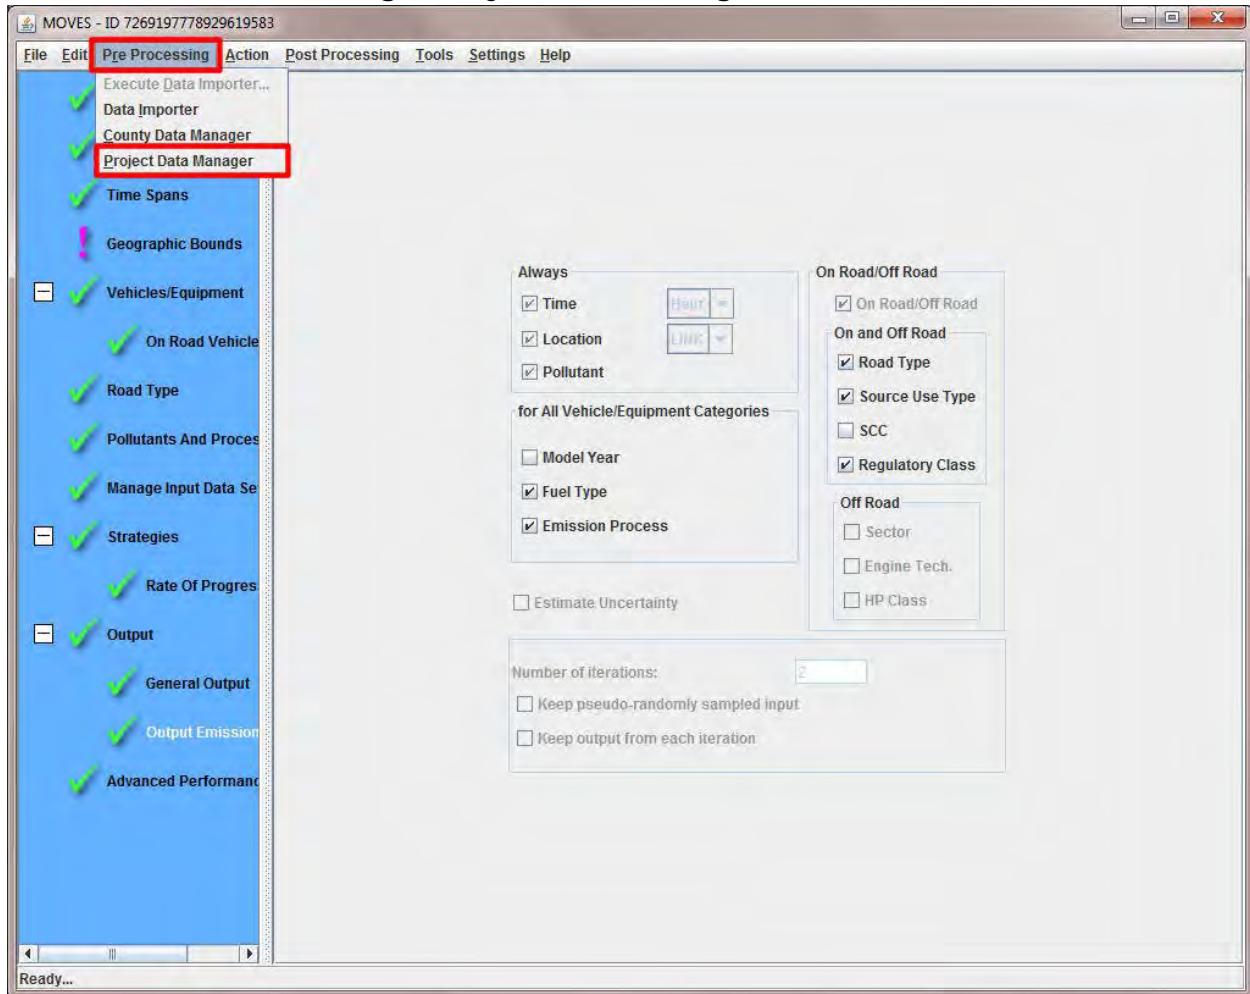 MOVES - ID 7269197778929619583
File Edit Pre Processing Action Post Processing Tools Settings Help
Execute Data Importer...
Data Importer
County Data Manager
Project Data Manager
Time Spans
Geographic Bounds
Vehicles/Equipment
On Road Vehicle
Road Type
Pollutants And Proces
Manage Input Data Se
Strategies
Rate Of Progres
Output
General Output
Output Emission
Advanced Performanc
Always
Time Hour
Location LINK
Pollutant
for All Vehicle/Equipment Categories
Model Year
Fuel Type
Emission Process
Estimate Uncertainty
On Road/Off Road
On Road/Off Road
On and Off Road
Road Type
Source Use Type
SCC
Regulatory Class
Off Road
Sector
Engine Tech.
HP Class
Number of iterations: 2
Keep pseudo-randomly sampled input
Keep output from each iteration
Ready...